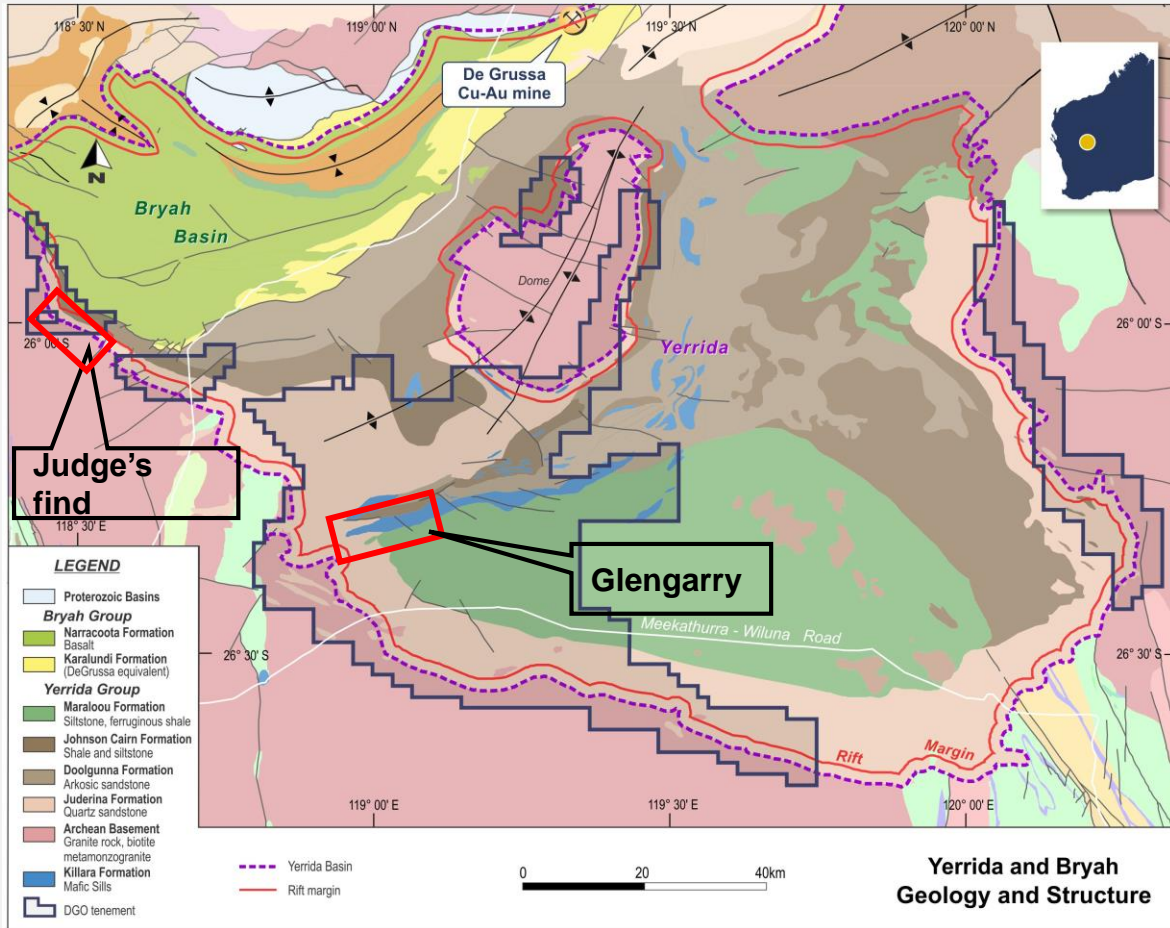 118° 30' N
119° 00' N
119° 30' N
120° 00' N
De Grussa
Cu-Au mine
N
Bryah
Basin
Dome
Yerrida
26° 00' S
26° 00' S
Judge's
find
118° 30' E
Glengarry
Meekathurra - Wiluna Road
26° 30' S
26° 30' S
Rift Margin
119° 00' E
119° 30' E
120° 00' E
LEGEND
Proterozoic Basins
Bryah Group
Narracoota Formation
Basalt
Karalundi Formation
(DeGrussa equivalent)
Yerrida Group
Maraloou Formation
Siltstone, ferruginous shale
Johnson Cairn Formation
Shale and siltstone
Doolgunna Formation
Arkosic sandstone
Juderina Formation
Quartz sandstone
Archean Basement
Granite rock, biotite
metamonzogranite
Killara Formation
Mafic Sills
DGO tenement
Yerrida Basin
Rift margin
0 20 40km
Yerrida and Bryah
Geology and Structure